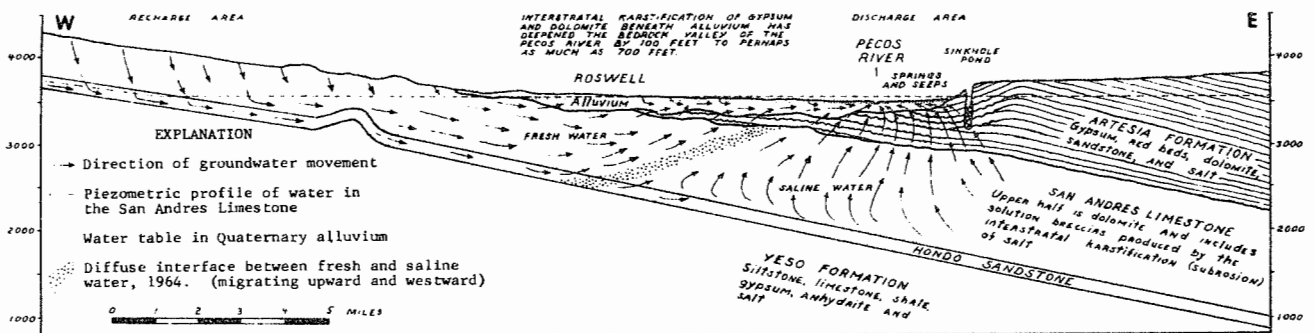 W
RECHARGE AREA
INTERSTRATAL KARSTIFICATION OF GYPSUM
AND DOLOMITE BENEATH ALLUVIUM HAS
DEEPENED THE BEDROCK VALLEY OF THE
PECOS RIVER BY 100 FEET TO PERHAPS
AS MUCH AS 700 FEET.
DISCHARGE AREA
E
PECOS
RIVER
SINKHOLE
POND
SPRINGS
AND SEEPS
ROSWELL
Alluvium
FRESH WATER
SALINE WATER
4000
3000
2000
1000
4000
3000
2000
1000
ARTESIA FORMATION
Gypsum, red beds, dolomite,
sandstone, and salt
SAN ANDRES LIMESTONE
Upper half is dolomite and includes
solution breccias produced by the
interstratal karstification (subrosion)
of salt
HONDO SANDSTONE
YESO FORMATION
Siltstone, limestone, shale,
gypsum, anhydrite and
salt
EXPLANATION
Direction of groundwater movement
Piezometric profile of water in
the San Andres Limestone
Water table in Quaternary alluvium
Diffuse interface between fresh and saline
water, 1964. (migrating upward and westward)
0 1 2 3 4 5 MILES